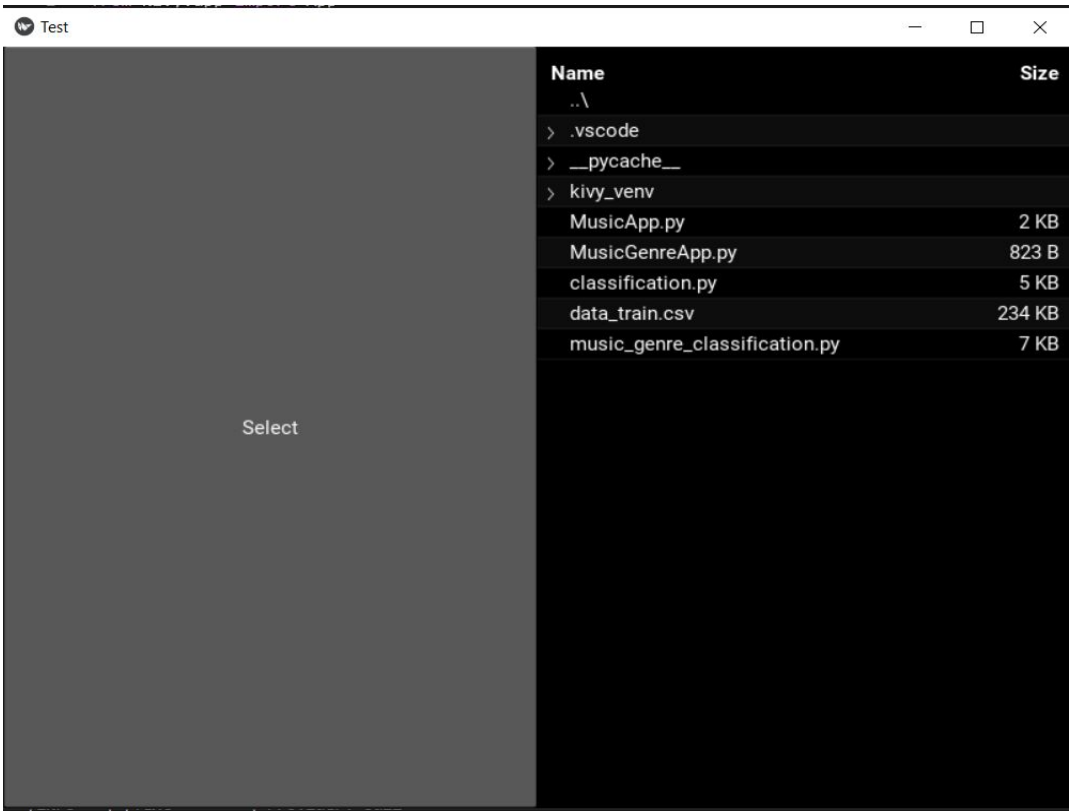 Test
Name Size
..\
.vscode
__pycache__
kivy_venv
MusicApp.py 2 KB
MusicGenreApp.py 823 B
classification.py 5 KB
data_train.csv 234 KB
music_genre_classification.py 7 KB
Select